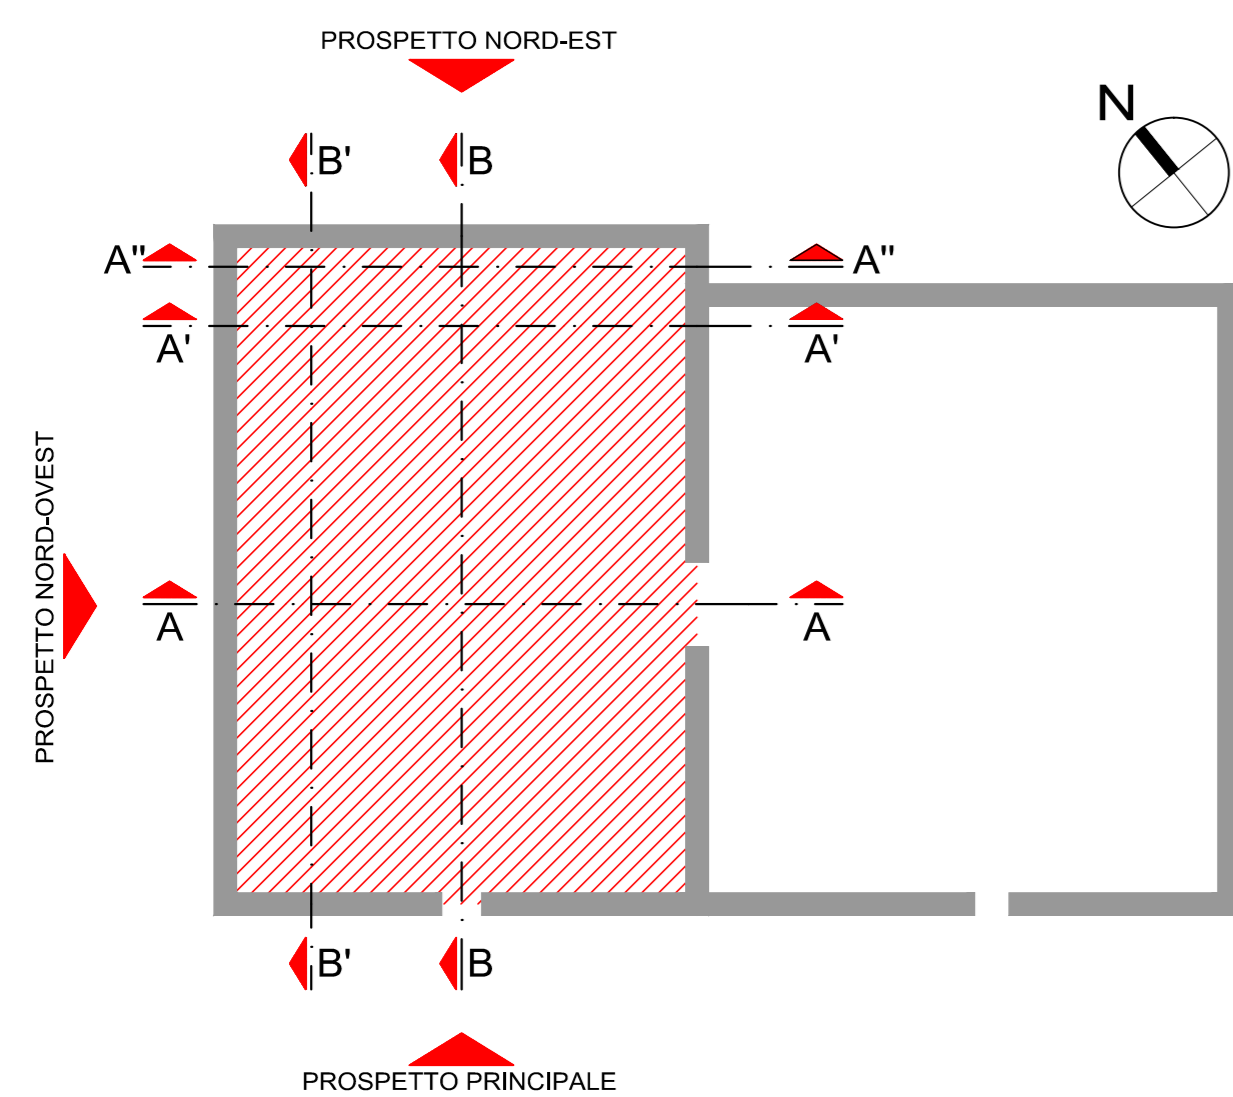 PROSPETTO NORD-EST
N
B' B
A" A"
A' A'
PROSPETTO NORD-OVEST
A A
B' B
PROSPETTO PRINCIPALE